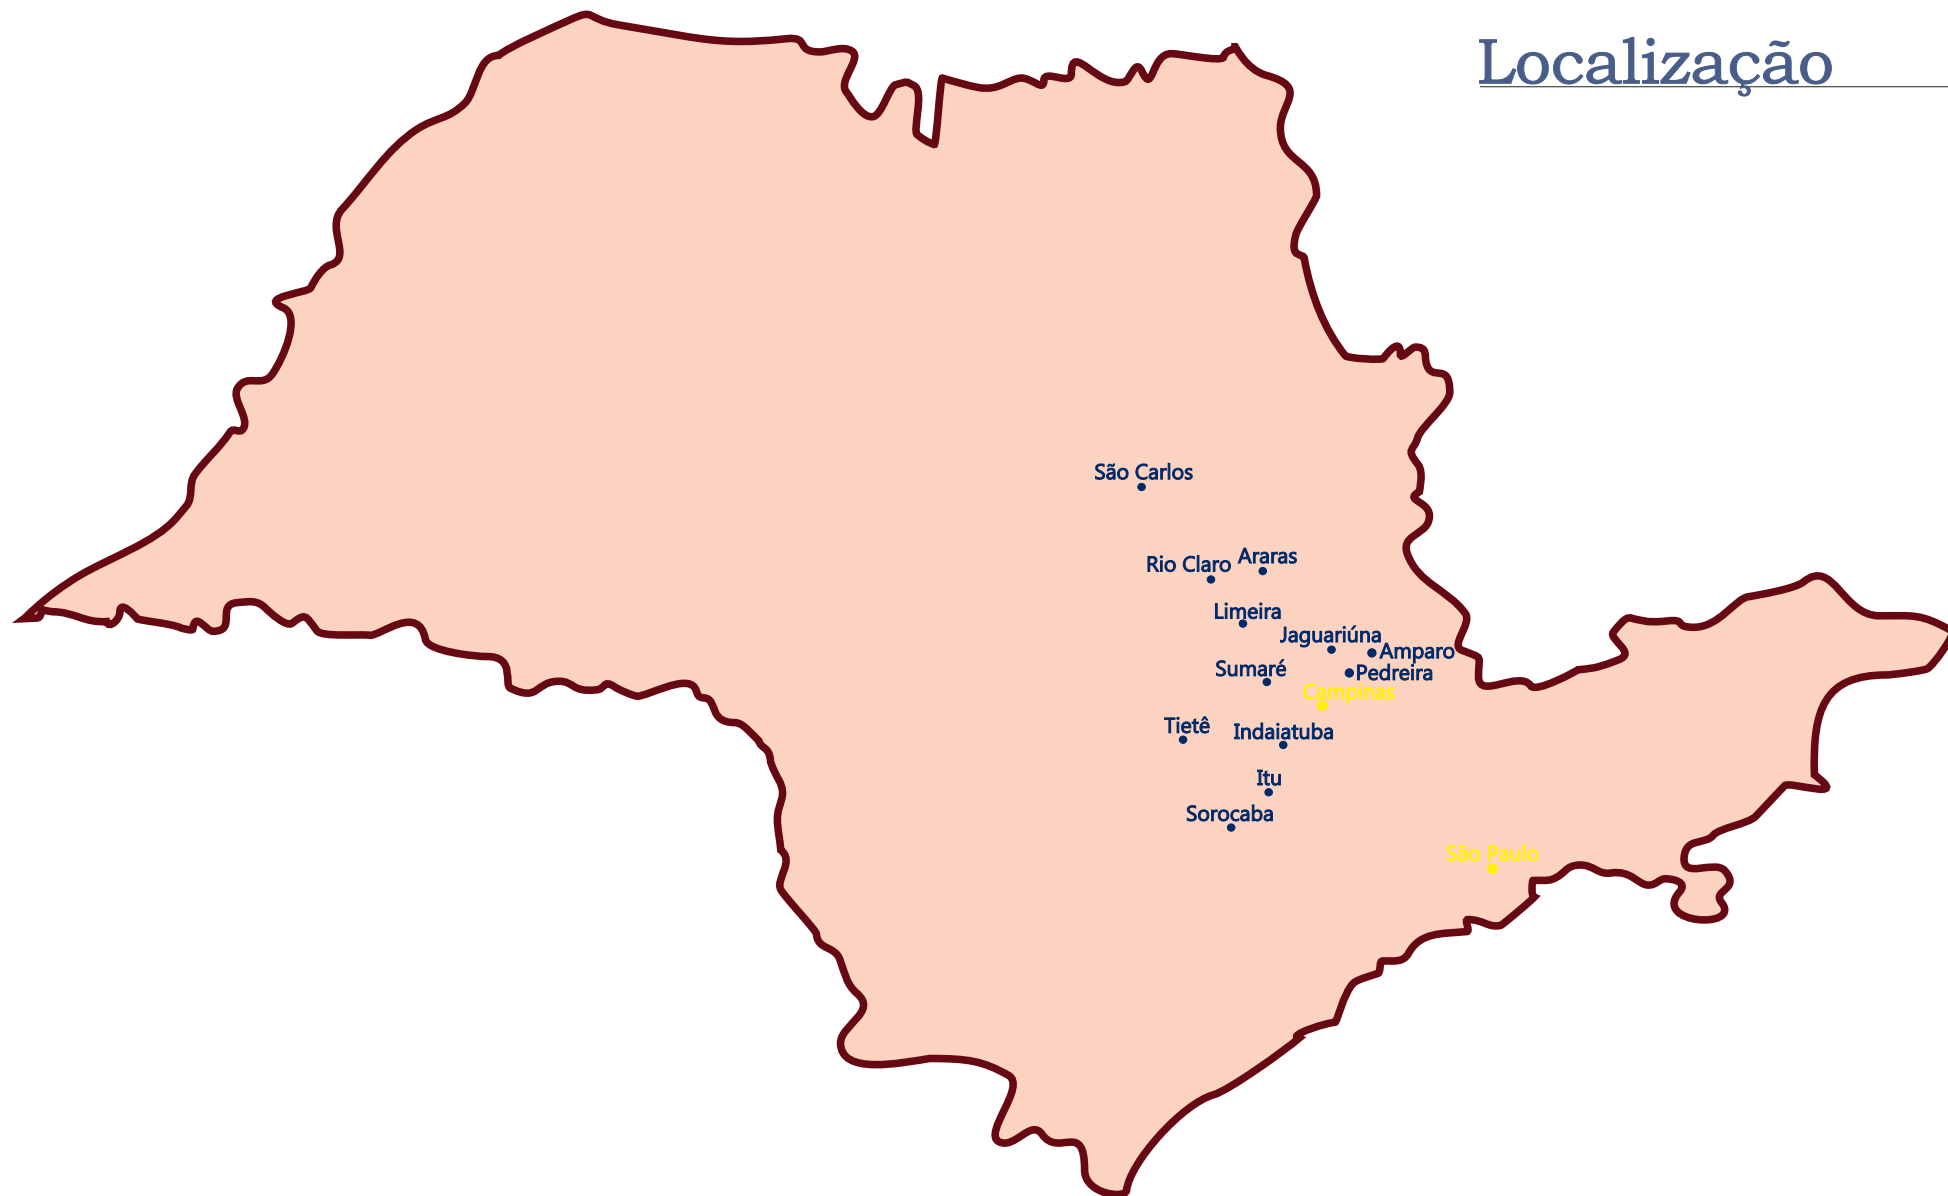 Localização
São Carlos
Araras
Rio Claro
Limeira
Jaguariúna
Amparo
Sumaré
Pedreira
Campinas
Tietê
Indaiatuba
Itu
Sorocaba
São Paulo